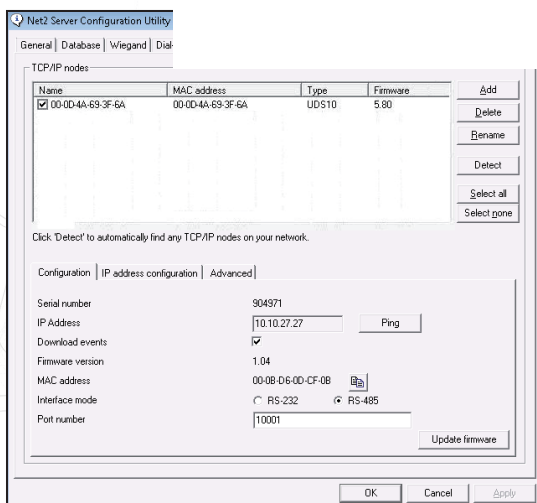 Net2 Server Configuration Utility
General Database Wiegand
TCP/IP nodes
Name MAC address Type Firmware
00-0D-4A-69-3F-6A 00-0D-4A-69-3F-6A UDS10 5.80
Add
Delete
Rename
Detect
Select all
Select none
Click 'Detect' to automatically find any TCP/IP nodes on your network.
Configuration IP address configuration Advanced
Serial number 904971
IP Address 10.10.27.27 Ping
Download events
Firmware version 1.04
MAC address 00-0B-D6-0D-CF-0B
Interface mode RS-232 RS-485
Port number 10001
Update firmware
OK Cancel Apply